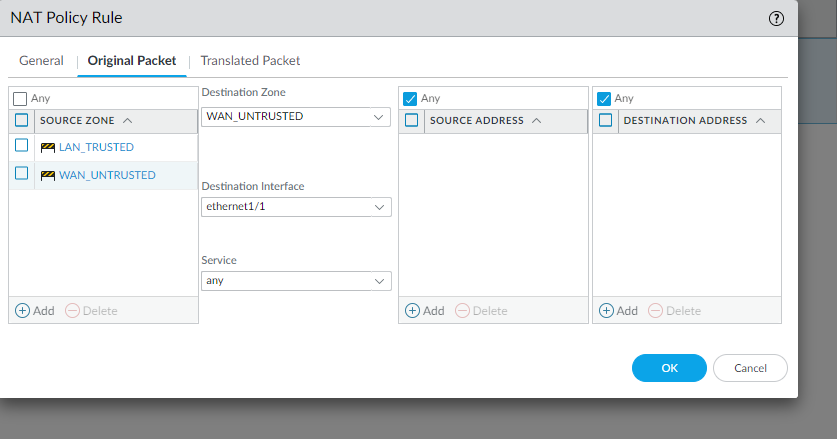 NAT Policy Rule
General
Original Packet
Translated Packet
Any
SOURCE ZONE
LAN_TRUSTED
WAN_UNTRUSTED
Add
Delete
Destination Zone
WAN_UNTRUSTED
Destination Interface
ethernet1/1
Service
any
Any
SOURCE ADDRESS
Add
Delete
Any
DESTINATION ADDRESS
Add
Delete
OK
Cancel